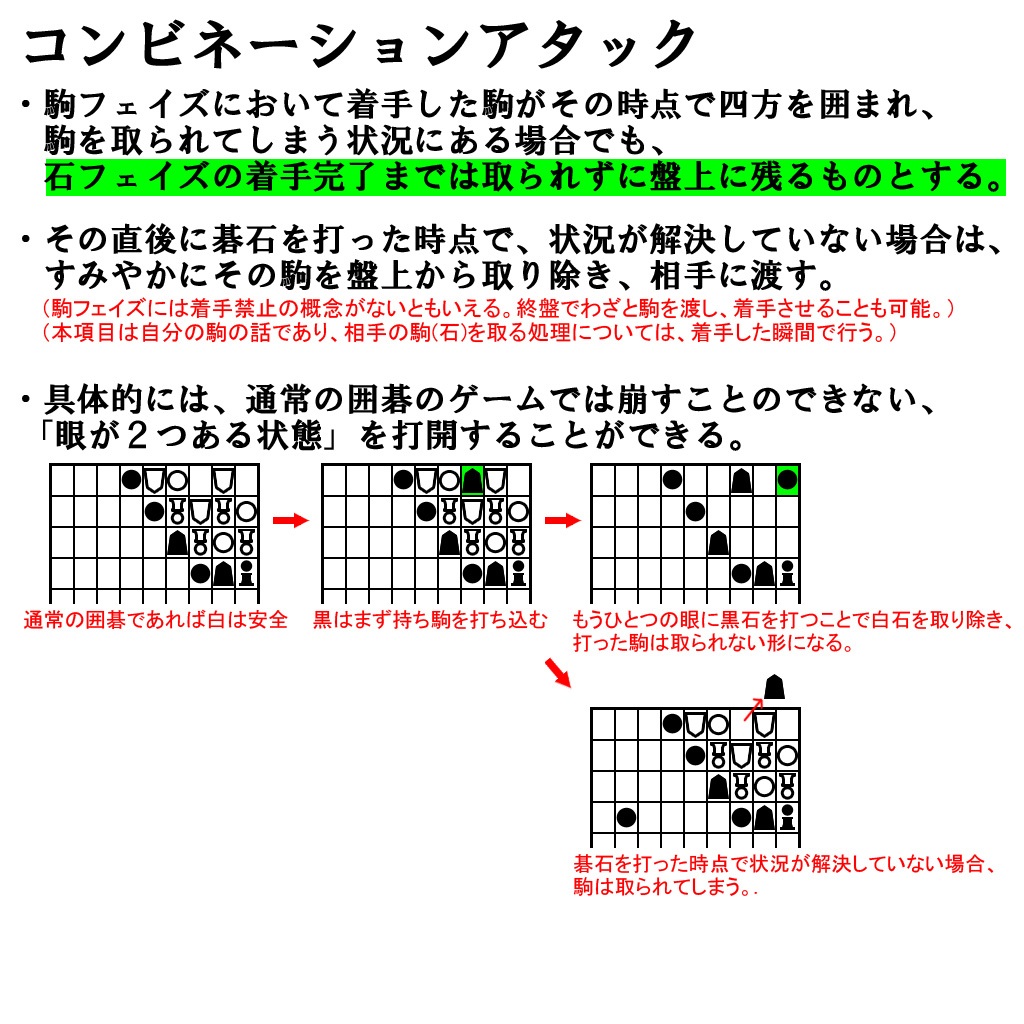 コンビネーションアタック
・駒フェイズにおいて着手した駒がその時点で四方を囲まれ、
駒を取られてしまう状況にある場合でも、
石フェイズの着手完了までは取られずに盤上に残るものとする。
・その直後に碁石を打った時点で、状況が解決していない場合は、
すみやかにその駒を盤上から取り除き、相手に渡す。
(駒フェイズには着手禁止の概念がないともいえる。終盤でわざと駒を渡し、着手させることも可能。)
(本項目は自分の駒の話であり、相手の駒(石)を取る処理については、着手した瞬間で行う。)
・具体的には、通常の囲碁のゲームでは崩すことのできない、
「眼が２つある状態」を打開することができる。
通常の囲碁であれば白は安全
黒はまず持ち駒を打ち込む
もうひとつの眼に黒石を打つことで白石を取り除き、
打った駒は取られない形になる。
碁石を打った時点で状況が解決していない場合、
駒は取られてしまう。.